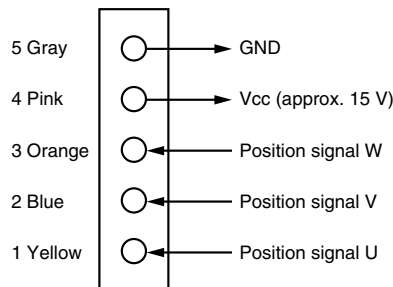 5 Gray GND
4 Pink Vcc (approx. 15 V)
3 Orange Position signal W
2 Blue Position signal V
1 Yellow Position signal U